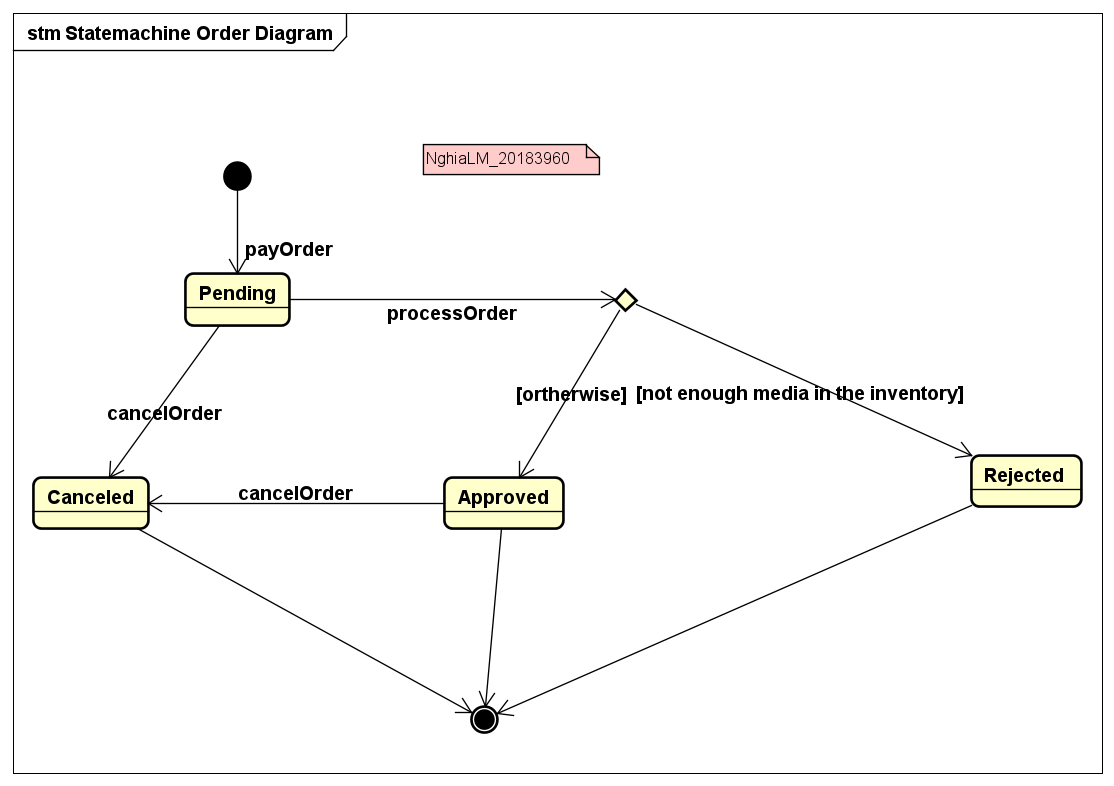 stm Statemachine Order Diagram
NghiaLM_20183960
payOrder
Pending
processOrder
[ortherwise]
[not enough media in the inventory]
cancelOrder
Canceled
cancelOrder
Approved
Rejected